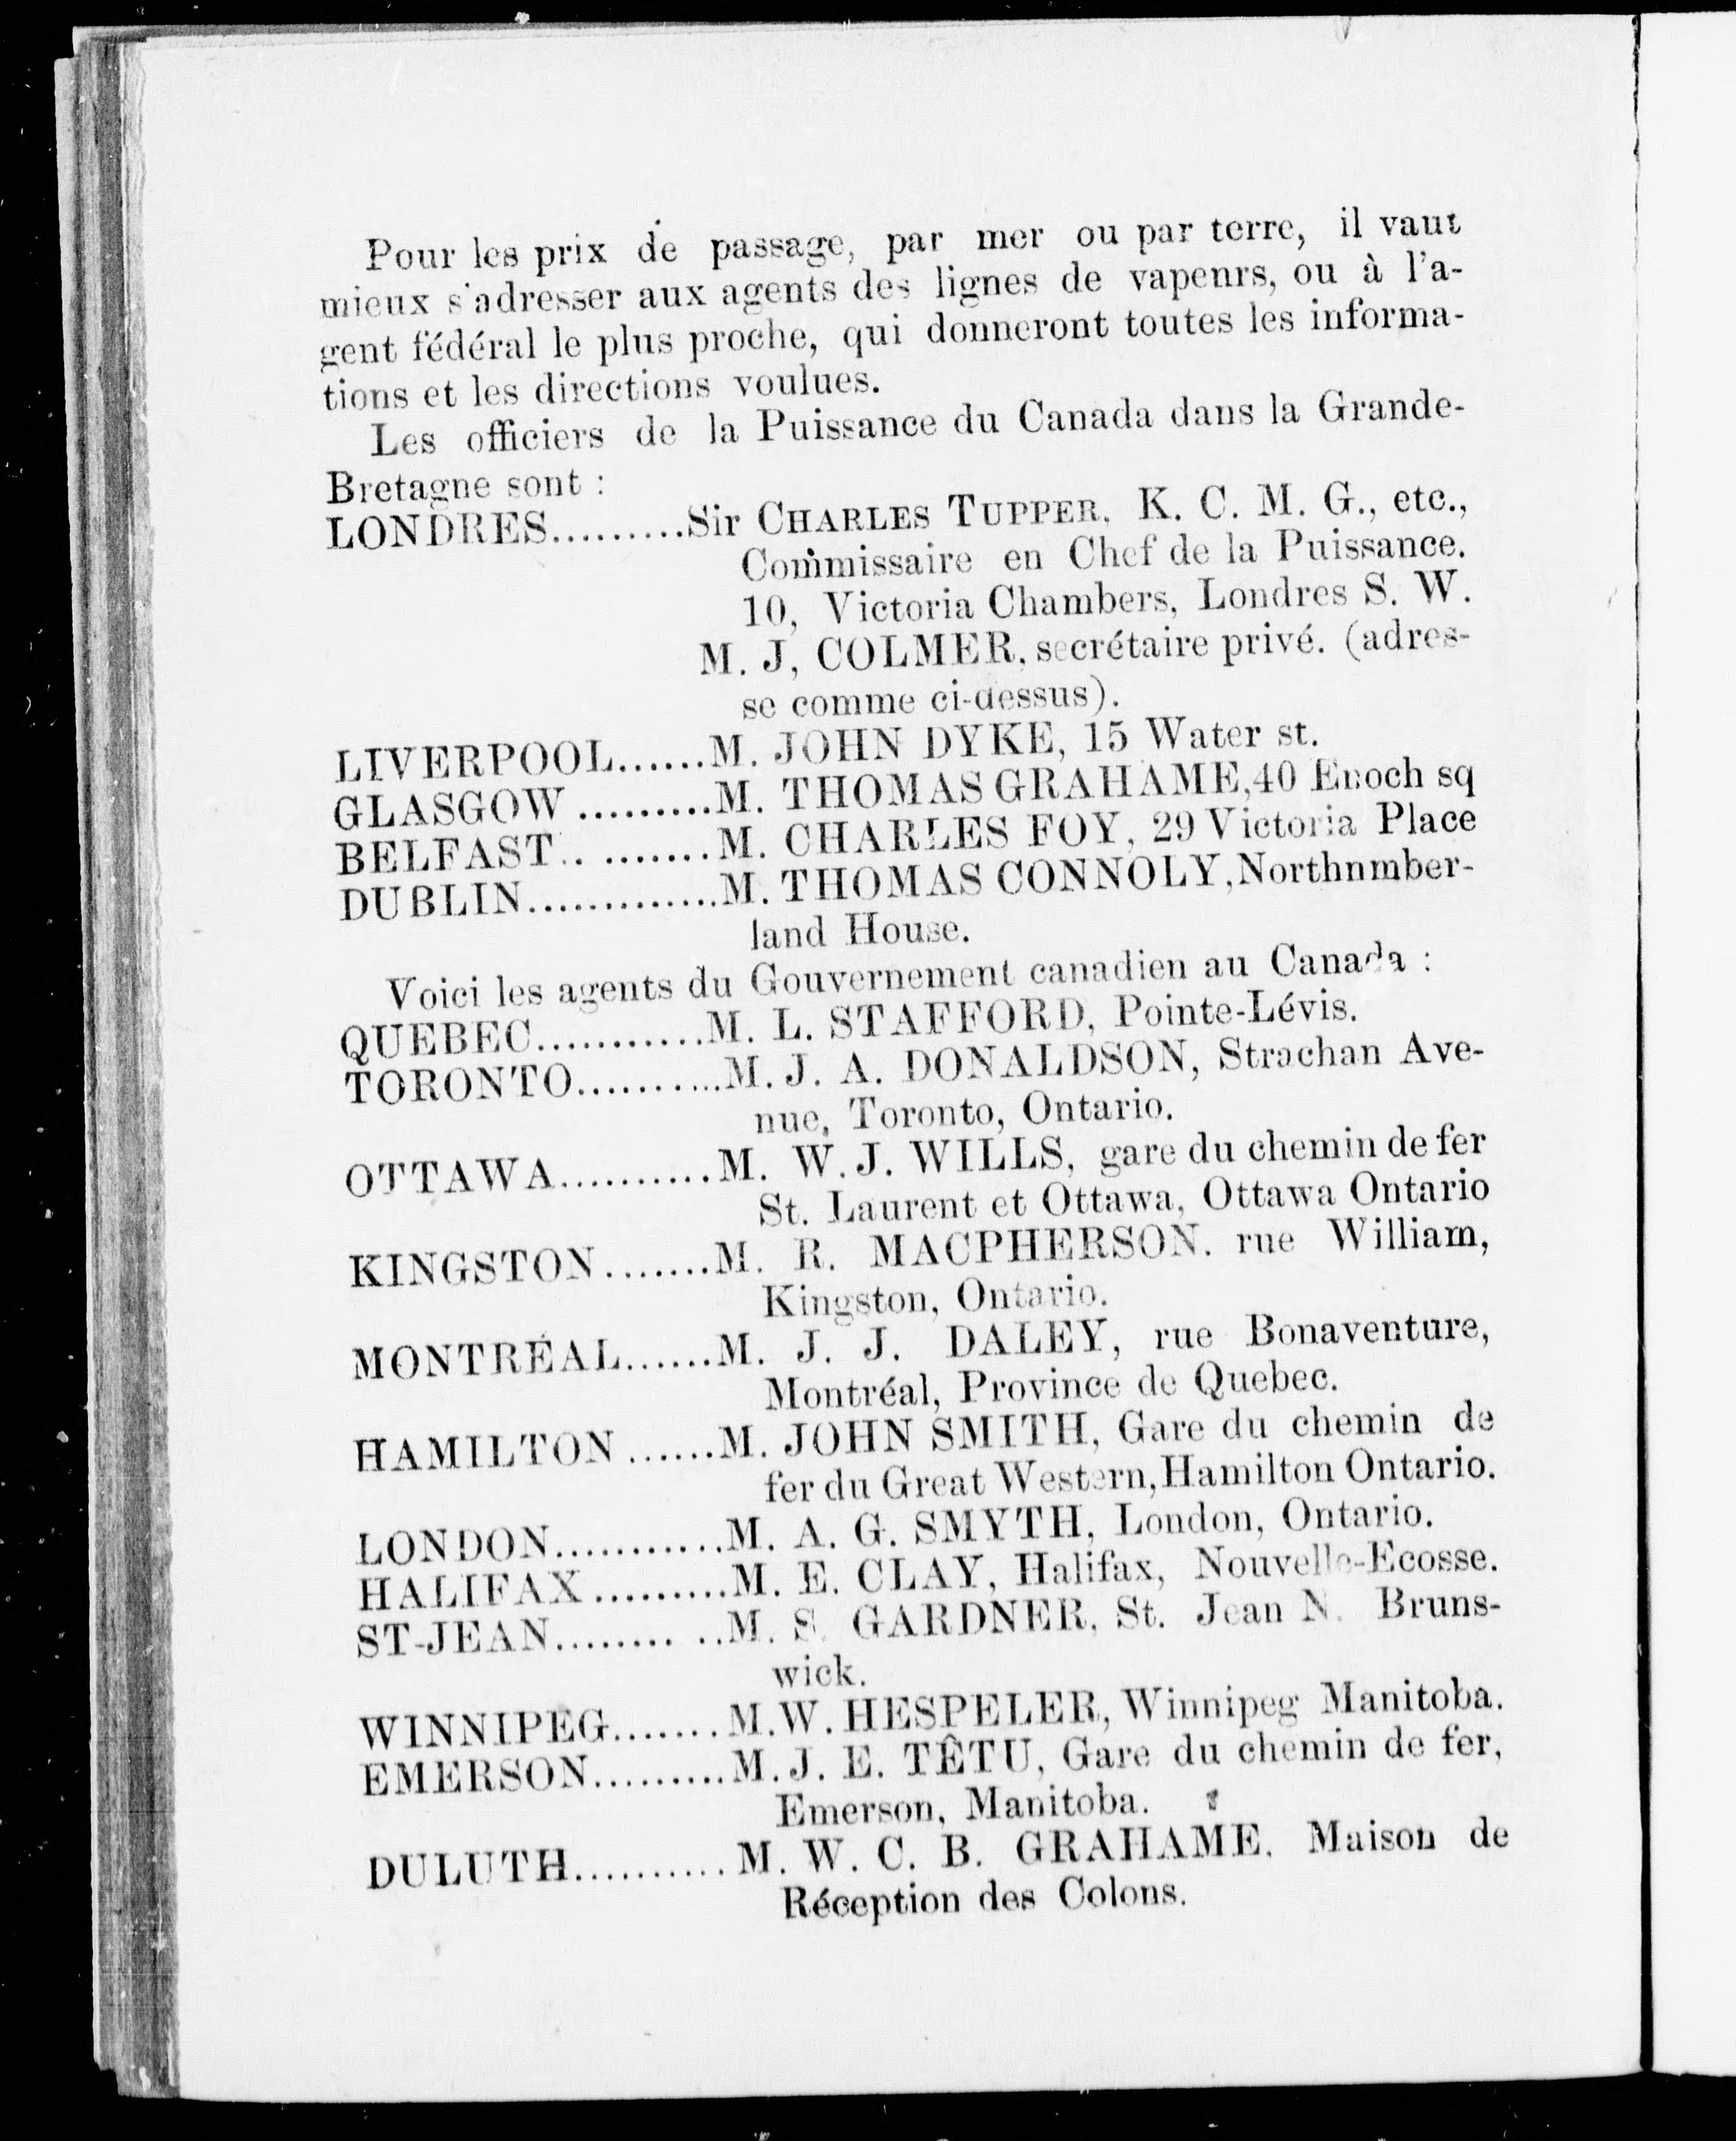 Pour les prix de passage, par mer ou par terre, il vaut
mieux s'adresser aux agents des lignes de vapenrs, ou à l'a-
gent fédéral le plus proche, qui donneront toutes les informa-
tions et les directions voulues.
Les officiers de la Puissance du Canada dans la Grande-
Bretagne sont :
LONDRES.........Sir CHARLES TUPPER, K. C. M. G., etc.,
Commissaire en Chef de la Puissance.
10, Victoria Chambers, Londres S. W.
M. J, COLMER, secrétaire privé. (adres-
se comme ci-dessus).
LIVERPOOL......M. JOHN DYKE, 15 Water st.
GLASGOW .........M. THOMAS GRAHAME,40 Enoch sq
BELFAST.. .......M. CHARLES FOY, 29 Victoria Place
DUBLIN.............M. THOMAS CONNOLY,Northnmber-
land House.
Voici les agents du Gouvernement canadien au Canada :
QUEBEC...........M. L. STAFFORD, Pointe-Lévis.
TORONTO..........M. J. A. DONALDSON, Strachan Ave-
nue, Toronto, Ontario.
OTTAWA..........M. W. J. WILLS, gare du chemin de fer
St. Laurent et Ottawa, Ottawa Ontario
KINGSTON.......M. R. MACPHERSON. rue William,
Kingston, Ontario.
MONTRÉAL......M. J. J. DALEY, rue Bonaventure,
Montréal, Province de Quebec.
HAMILTON ......M. JOHN SMITH, Gare du chemin de
fer du Great Western, Hamilton Ontario.
LONDON...........M. A. G. SMYTH, London, Ontario.
HALIFAX.........M. E. CLAY, Halifax, Nouvelle-Ecosse.
ST-JEAN........ ..M. S. GARDNER, St. Jean N. Bruns-
wick.
WINNIPEG.......M. W. HESPELER, Winnipeg Manitoba.
EMERSON.........M. J. E. TÊTU, Gare du chemin de fer,
Emerson, Manitoba.
DULUTH..........M. W. C. B. GRAHAME. Maison de
Réception des Colons.